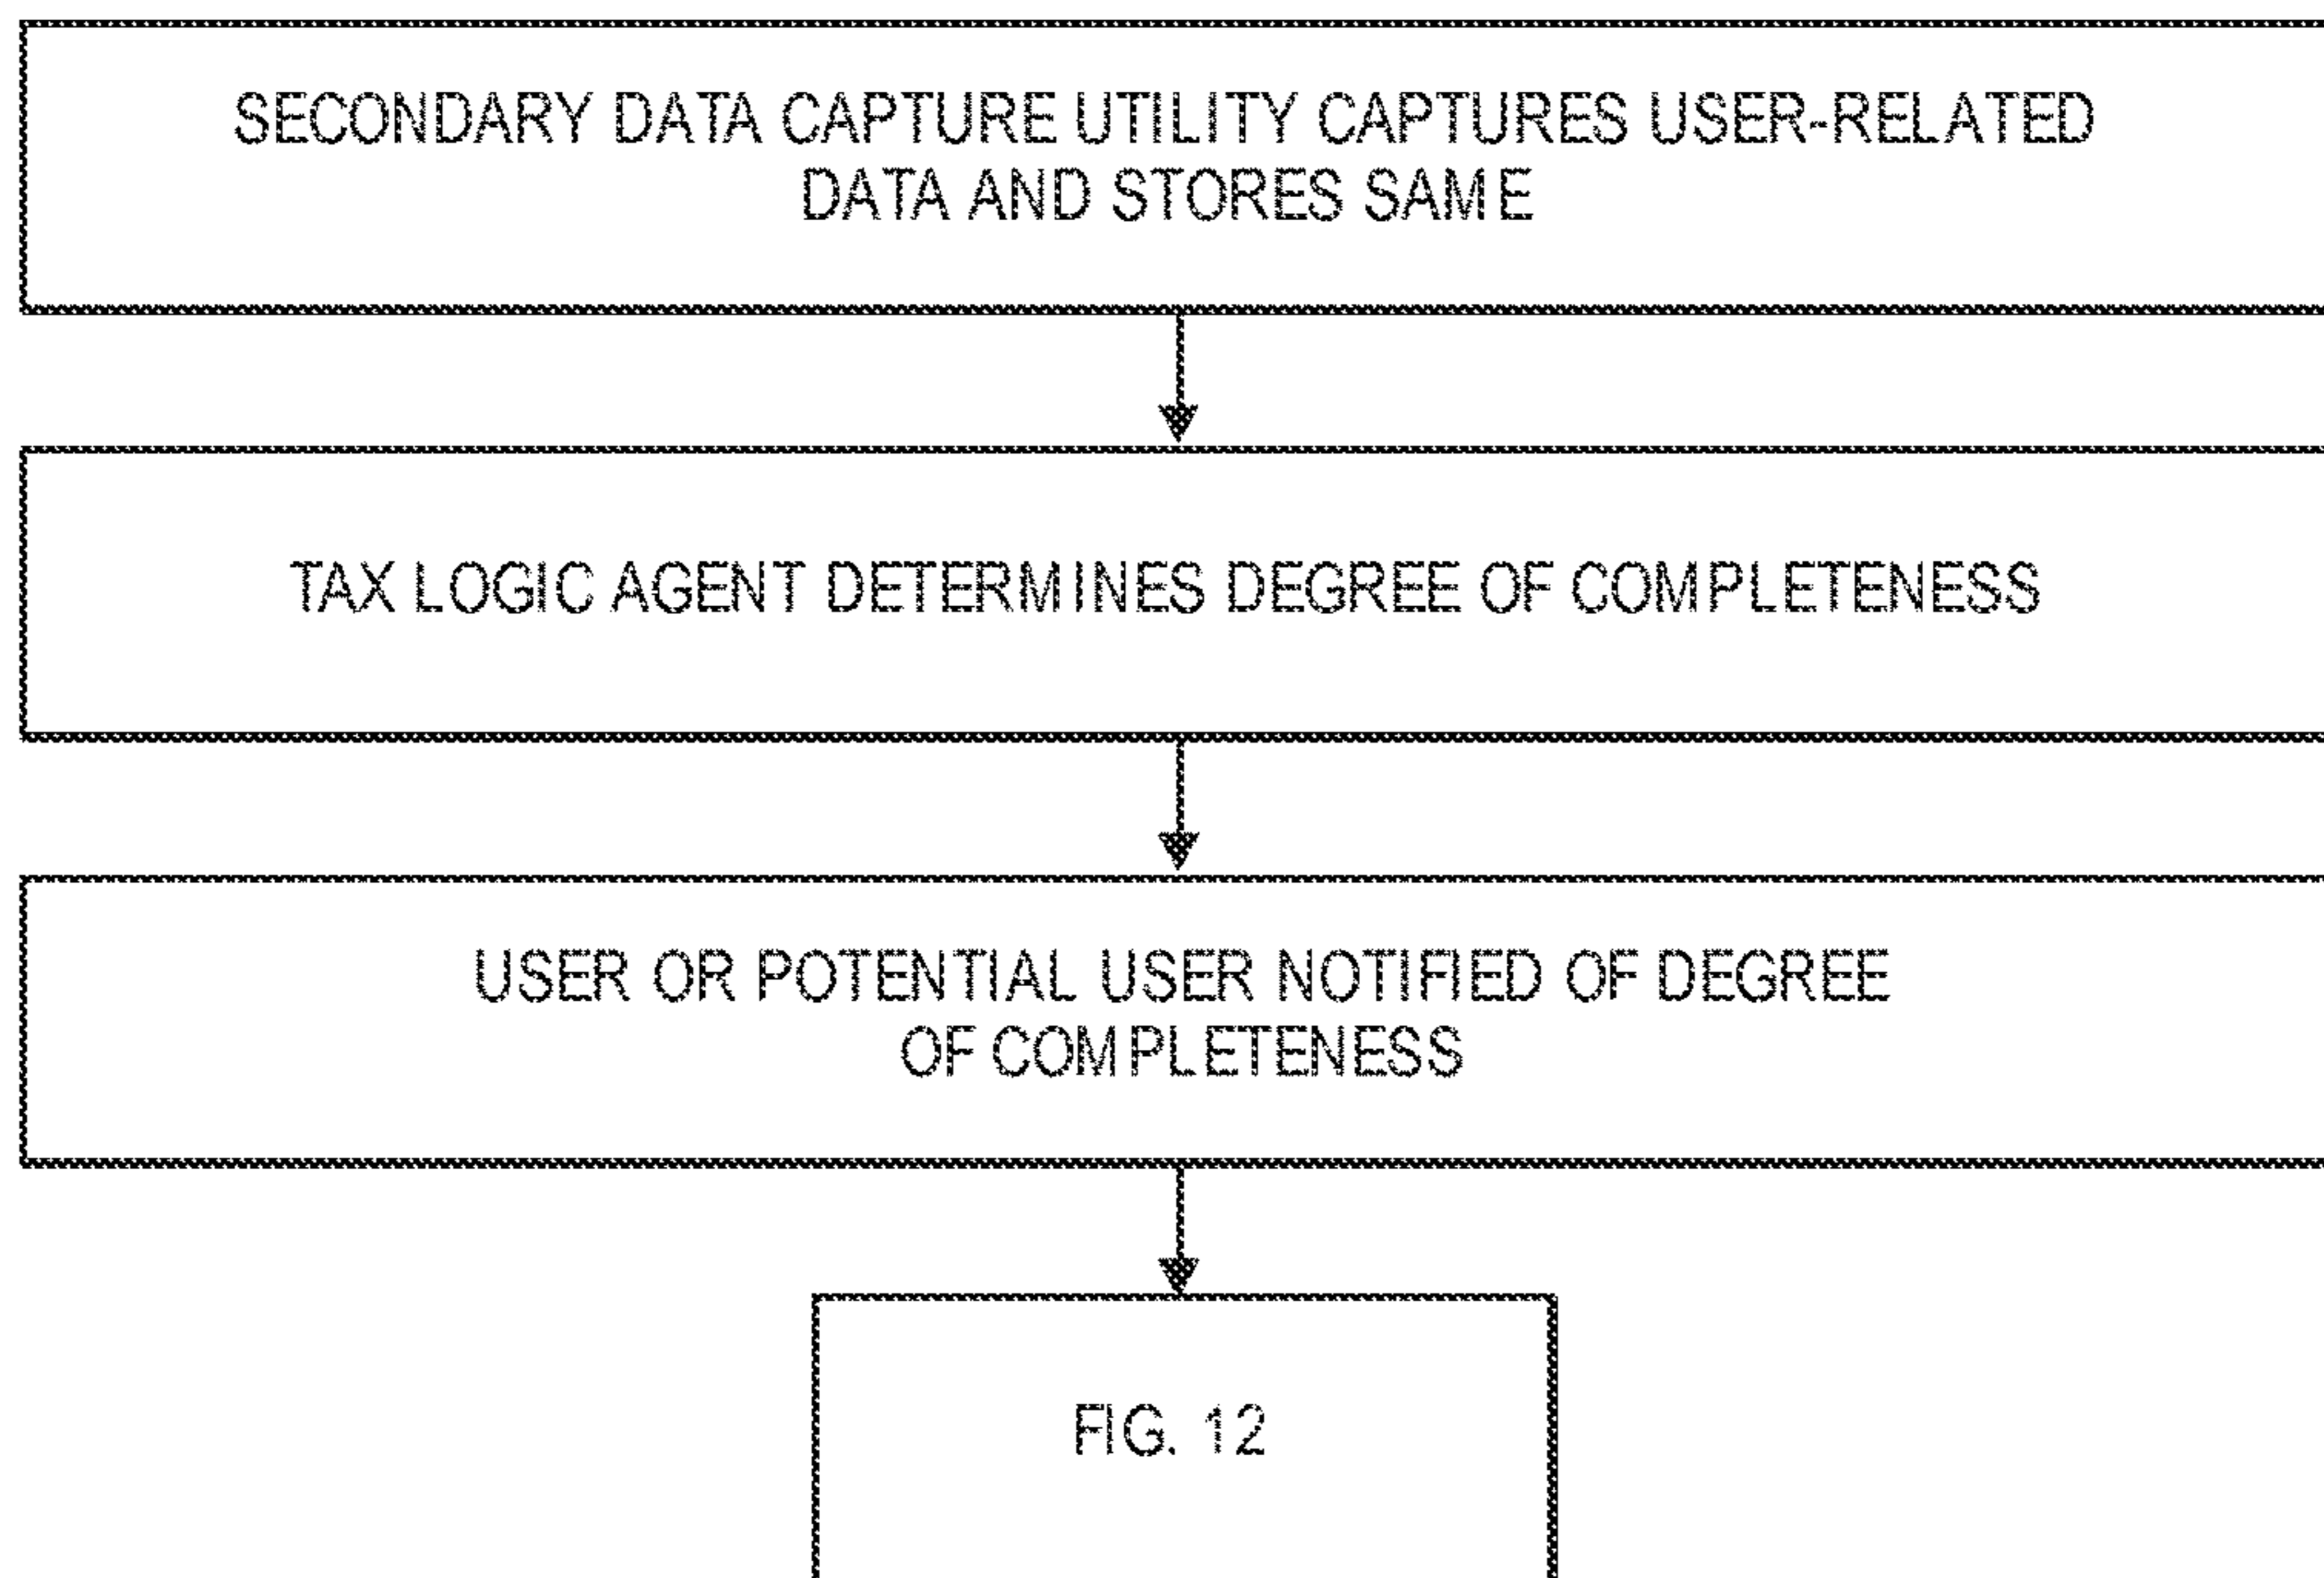 SECONDARY DATA CAPTURE UTILITY CAPTURES USER-RELATED
DATA AND STORES SAME
TAX LOGIC AGENT DETERMINES DEGREE OF COMPLETENESS
USER OR POTENTIAL USER NOTIFIED OF DEGREE
OF COMPLETENESS
FIG. 12